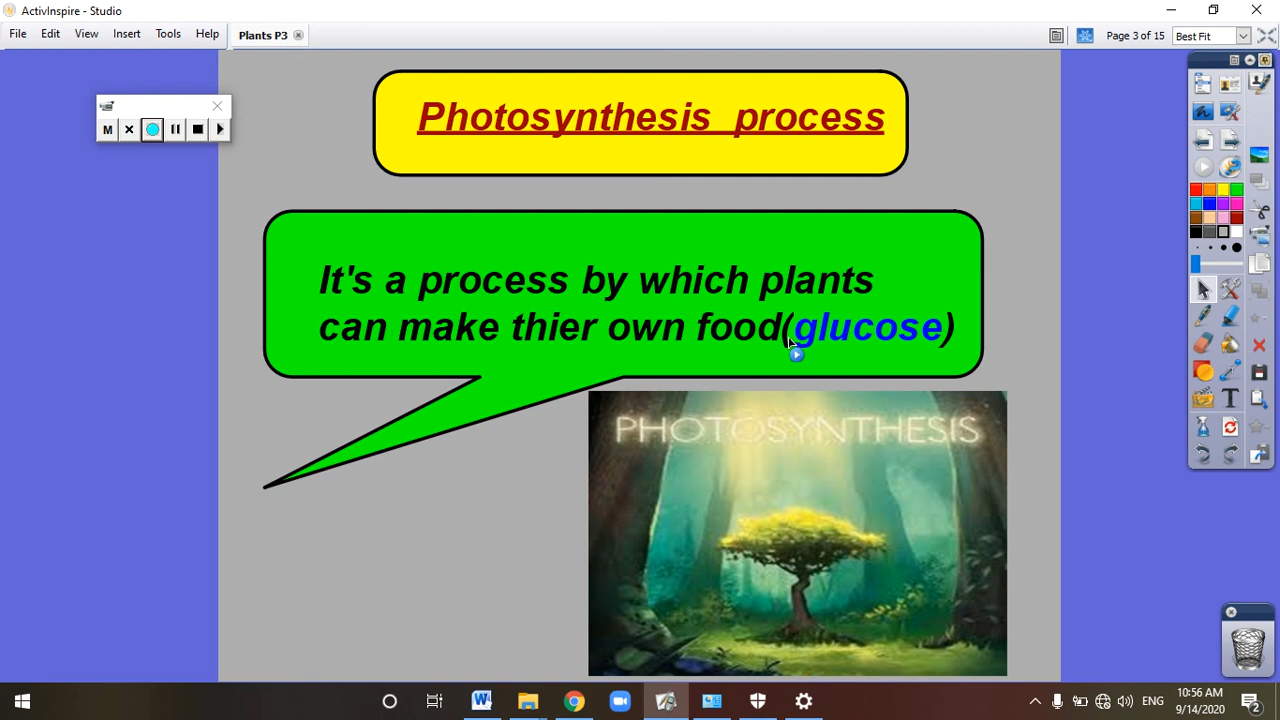 ActivInspire - Studio
File Edit View Insert Tools Help
Plants P3
Page 3 of 15
Best Fit
M
Photosynthesis process
It's a process by which plants
can make thier own food(glucose)
PHOTOSYNTHESIS
T
W
ENG
10:56 AM
9/14/2020
2